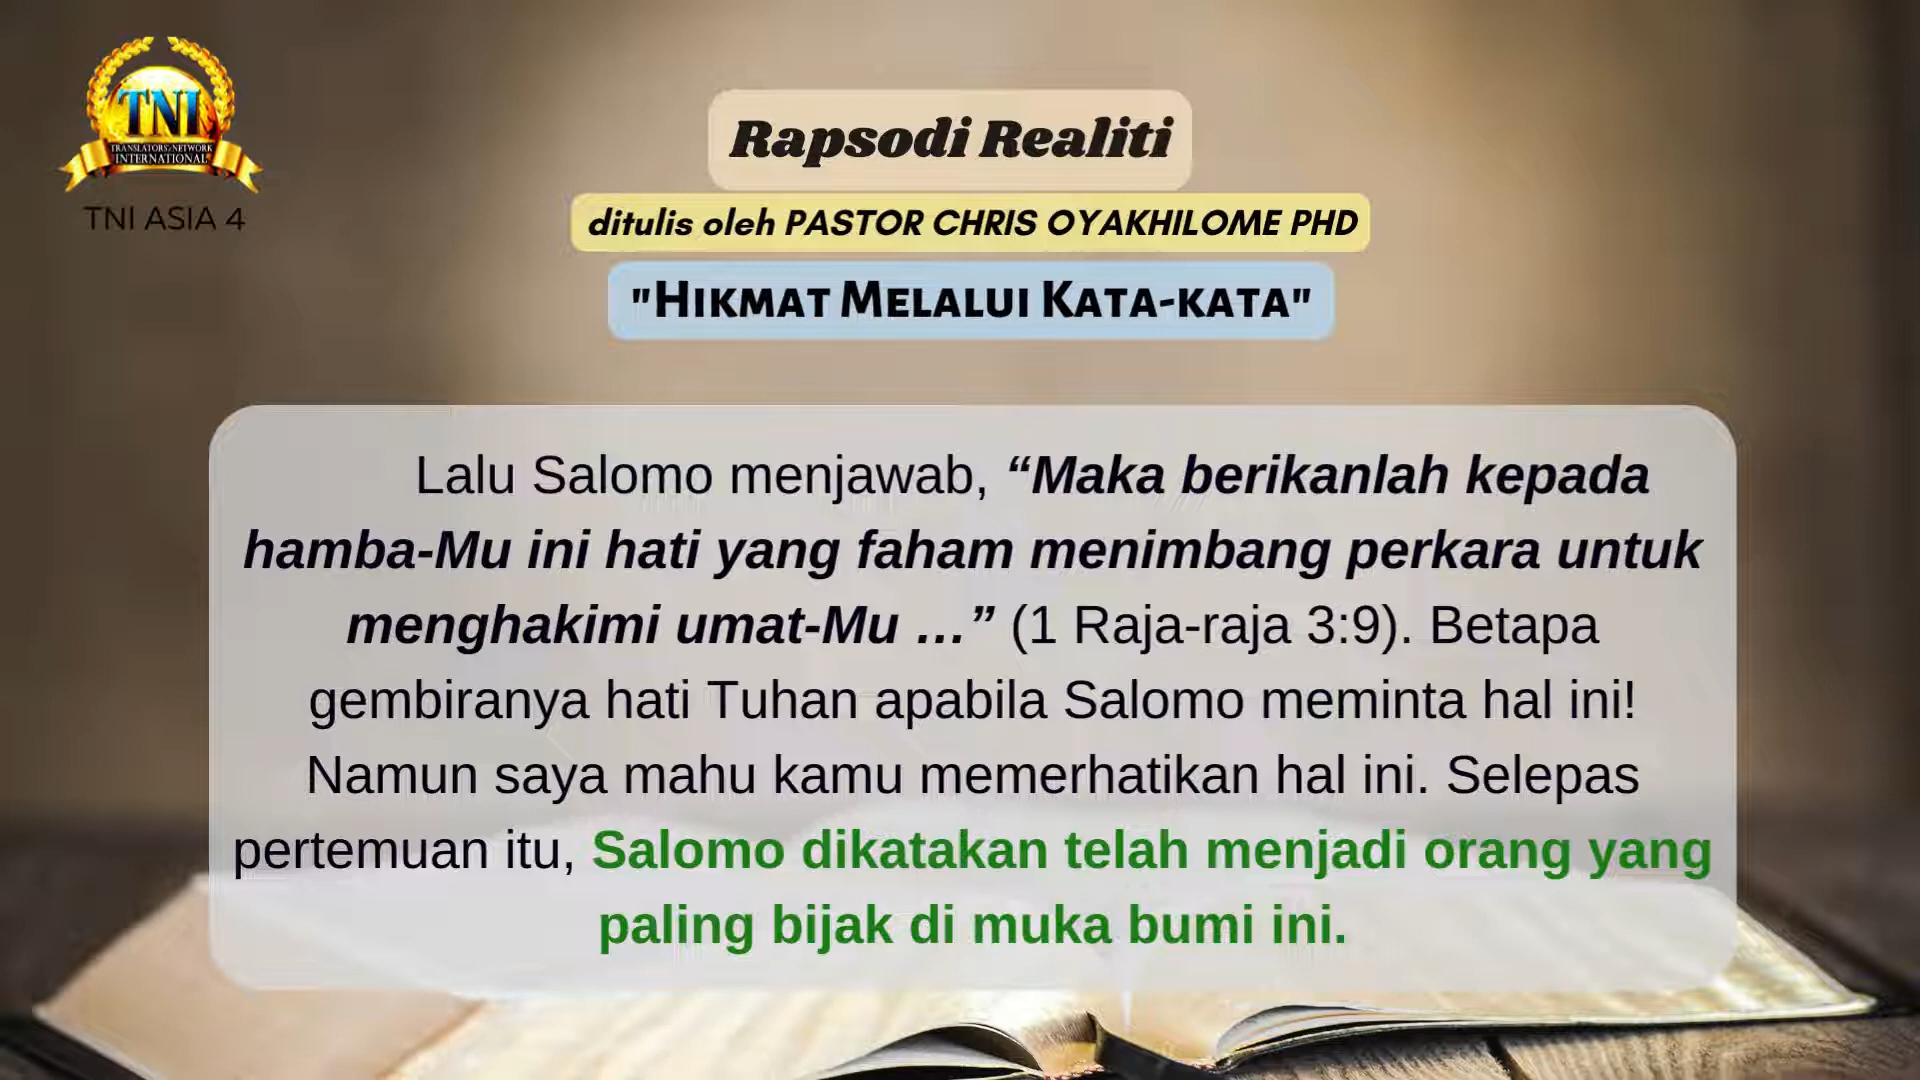 TNI
TRANSLATORS' NETWORK
INTERNATIONAL
TNI ASIA 4
Rapsodi Realiti
ditulis oleh PASTOR CHRIS OYAKHILOME PHD
"HIKMAT MELALUI KATA-KATA"
Lalu Salomo menjawab, “Maka berikanlah kepada
hamba-Mu ini hati yang faham menimbang perkara untuk
menghakimi umat-Mu …” (1 Raja-raja 3:9). Betapa
gembiranya hati Tuhan apabila Salomo meminta hal ini!
Namun saya mahu kamu memerhatikan hal ini. Selepas
pertemuan itu, Salomo dikatakan telah menjadi orang yang
paling bijak di muka bumi ini.